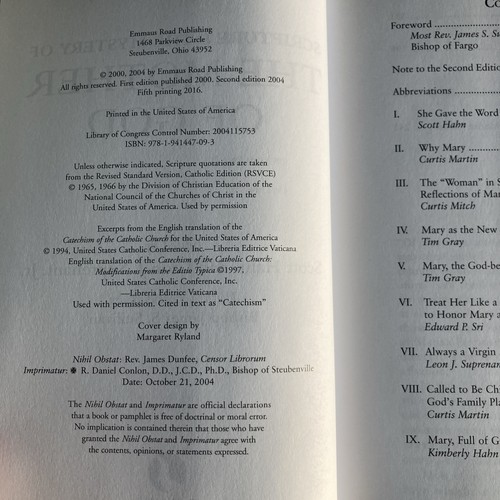 Emmaus Road Publishing
1468 Parkview Circle
Steubenville, Ohio 43952
© 2000, 2004 by Emmaus Road Publishing
All rights reserved. First edition published 2000. Second edition 2004
Fifth printing 2016.
Printed in the United States of America
Library of Congress Control Number: 2004115753
ISBN: 978-1-941447-09-3
Unless otherwise indicated, Scripture quotations are taken
from the Revised Standard Version, Catholic Edition (RSVCE)
© 1965, 1966 by the Division of Christian Education of the
National Council of the Churches of Christ in the
United States of America. Used by permission
Excerpts from the English translation of the
Catechism of the Catholic Church for the United States of America
© 1994, United States Catholic Conference, Inc.—Libreria Editrice Vaticana
English translation of the Catechism of the Catholic Church:
Modifications from the Editio Typica ©1997,
United States Catholic Conference, Inc.
—Libreria Editrice Vaticana
Used with permission. Cited in text as “Catechism”
Cover design by
Margaret Ryland
Nihil Obstat: Rev. James Dunfee, Censor Librorum
Imprimatur: ✠ R. Daniel Conlon, D.D., J.C.D., Ph.D., Bishop of Steubenville
Date: October 21, 2004
The Nihil Obstat and Imprimatur are official declarations
that a book or pamphlet is free of doctrinal or moral error.
No implication is contained therein that those who have
granted the Nihil Obstat and Imprimatur agree with
the contents, opinions, or statements expressed.
Co
Foreword
Most Rev. James S. Su
Bishop of Fargo
Note to the Second Editio
Abbreviations
I. She Gave the Word
Scott Hahn
II. Why Mary
Curtis Martin
III. The “Woman” in S
Reflections of Mar
Curtis Mitch
IV. Mary as the New
Tim Gray
V. Mary, the God-be
Tim Gray
VI. Treat Her Like a
to Honor Mary a
Edward P. Sri
VII. Always a Virgin
Leon J. Suprenan
VIII. Called to Be Ch
God’s Family Pla
Curtis Martin
IX. Mary, Full of G
Kimberly Hahn